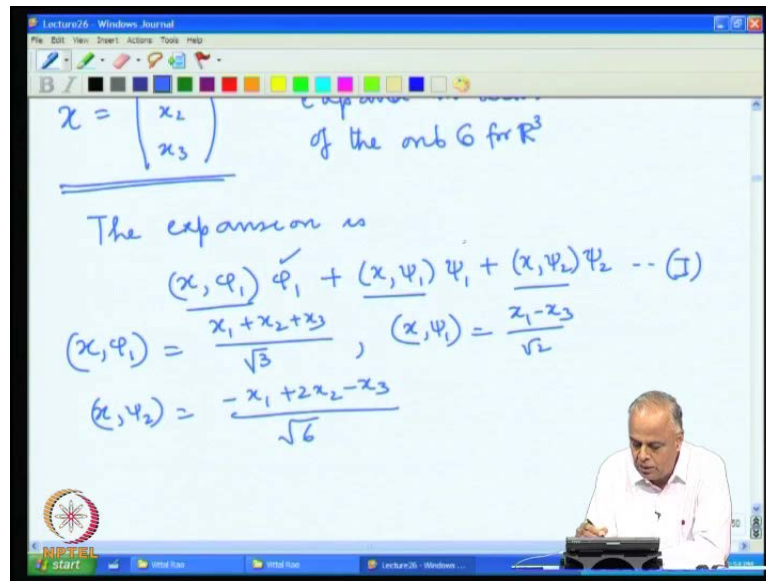 Lecture26 - Windows Journal
File Edit View Insert Actions Tools Help
B I
x = x₂ x₃
of the onb G for ℝ³
The expansion is
(x, φ₁) φ₁ ✓ + (x, ψ₁) ψ₁ + (x, ψ₂) ψ₂ -- (I)
(x, φ₁) = (x₁ + x₂ + x₃)/√3 , (x, ψ₁) = (x₁ - x₃)/√2
(x, ψ₂) = (-x₁ + 2x₂ - x₃)/√6
NPTEL
start Vittal Rao Vittal Rao Lecture26 - Windows ...